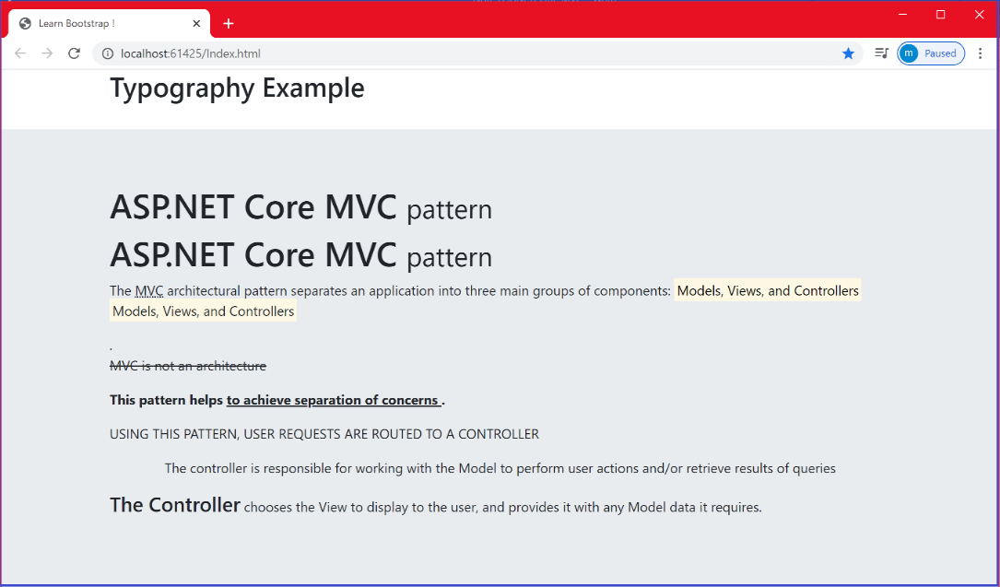 Learn Bootstrap !
localhost:61425/Index.html
m Paused
Typography Example
ASP.NET Core MVC pattern
ASP.NET Core MVC pattern
The MVC architectural pattern separates an application into three main groups of components: Models, Views, and Controllers
Models, Views, and Controllers
.
MVC is not an architecture
This pattern helps to achieve separation of concerns .
USING THIS PATTERN, USER REQUESTS ARE ROUTED TO A CONTROLLER
The controller is responsible for working with the Model to perform user actions and/or retrieve results of queries
The Controller chooses the View to display to the user, and provides it with any Model data it requires.